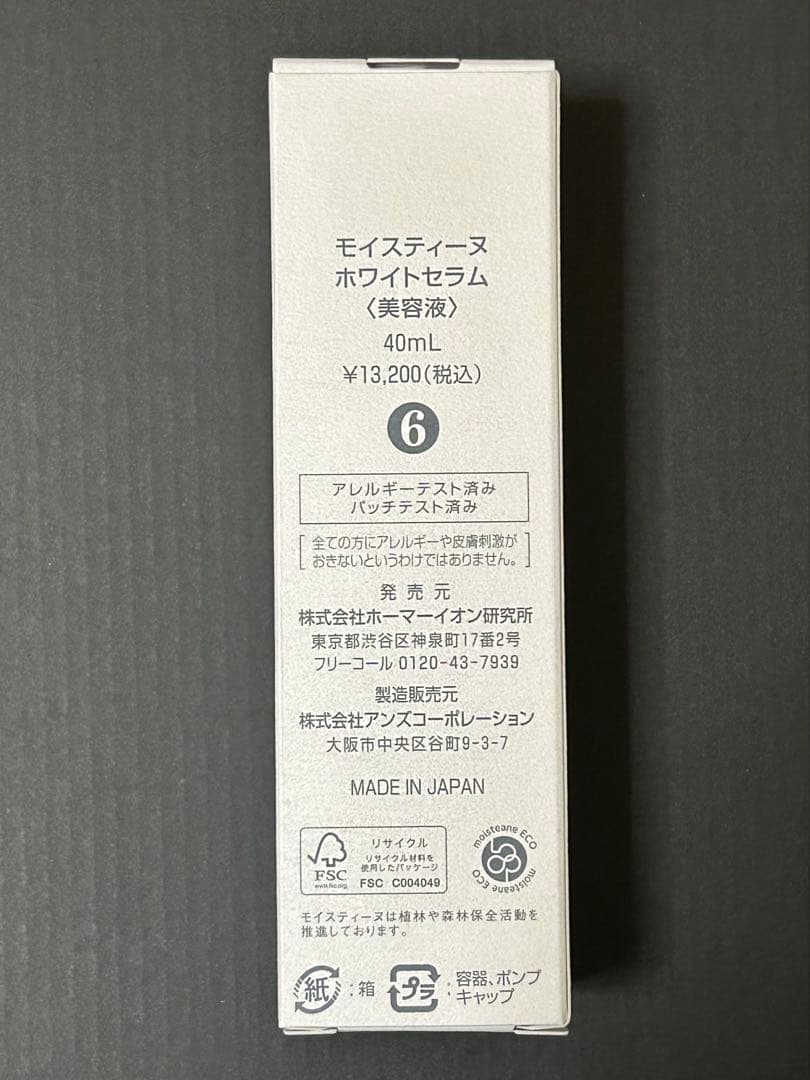 モイスティーヌ
ホワイトセラム
〈美容液〉
40mL
¥13,200(税込)
6
アレルギーテスト済み
パッチテスト済み
全ての方にアレルギーや皮膚刺激が
おきないというわけではありません。
発売元
株式会社ホーマーイオン研究所
東京都渋谷区神泉町17番2号
フリーコール 0120-43-7939
製造販売元
株式会社アンズコーポレーション
大阪市中央区谷町9-3-7
MADE IN JAPAN
FSC
www.fsc.org
リサイクル
リサイクル材料を
使用したパッケージ
FSC C004049
moisteane ECO
moisteane ECO
モイスティーヌは植林や森林保全活動を
推進しております。
紙:箱
プラ:容器、ポンプ
キャップ